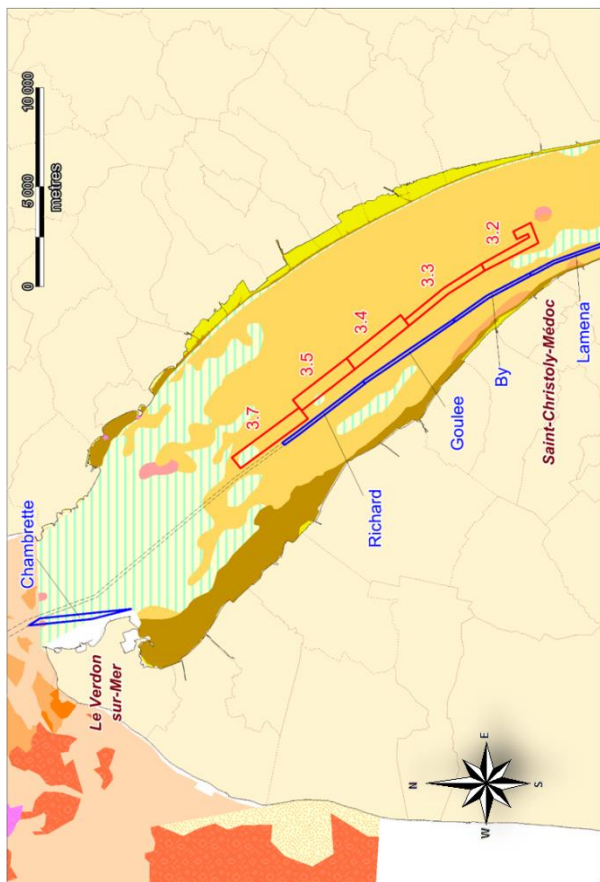 0 5 000 10 000
metres
Chambrette
Le Verdon
sur-Mer
3.7
3.5
3.4
3.3
3.2
Richard
Goulee
By
Lamena
Saint-Christoly-Médoc
N
W
E
S